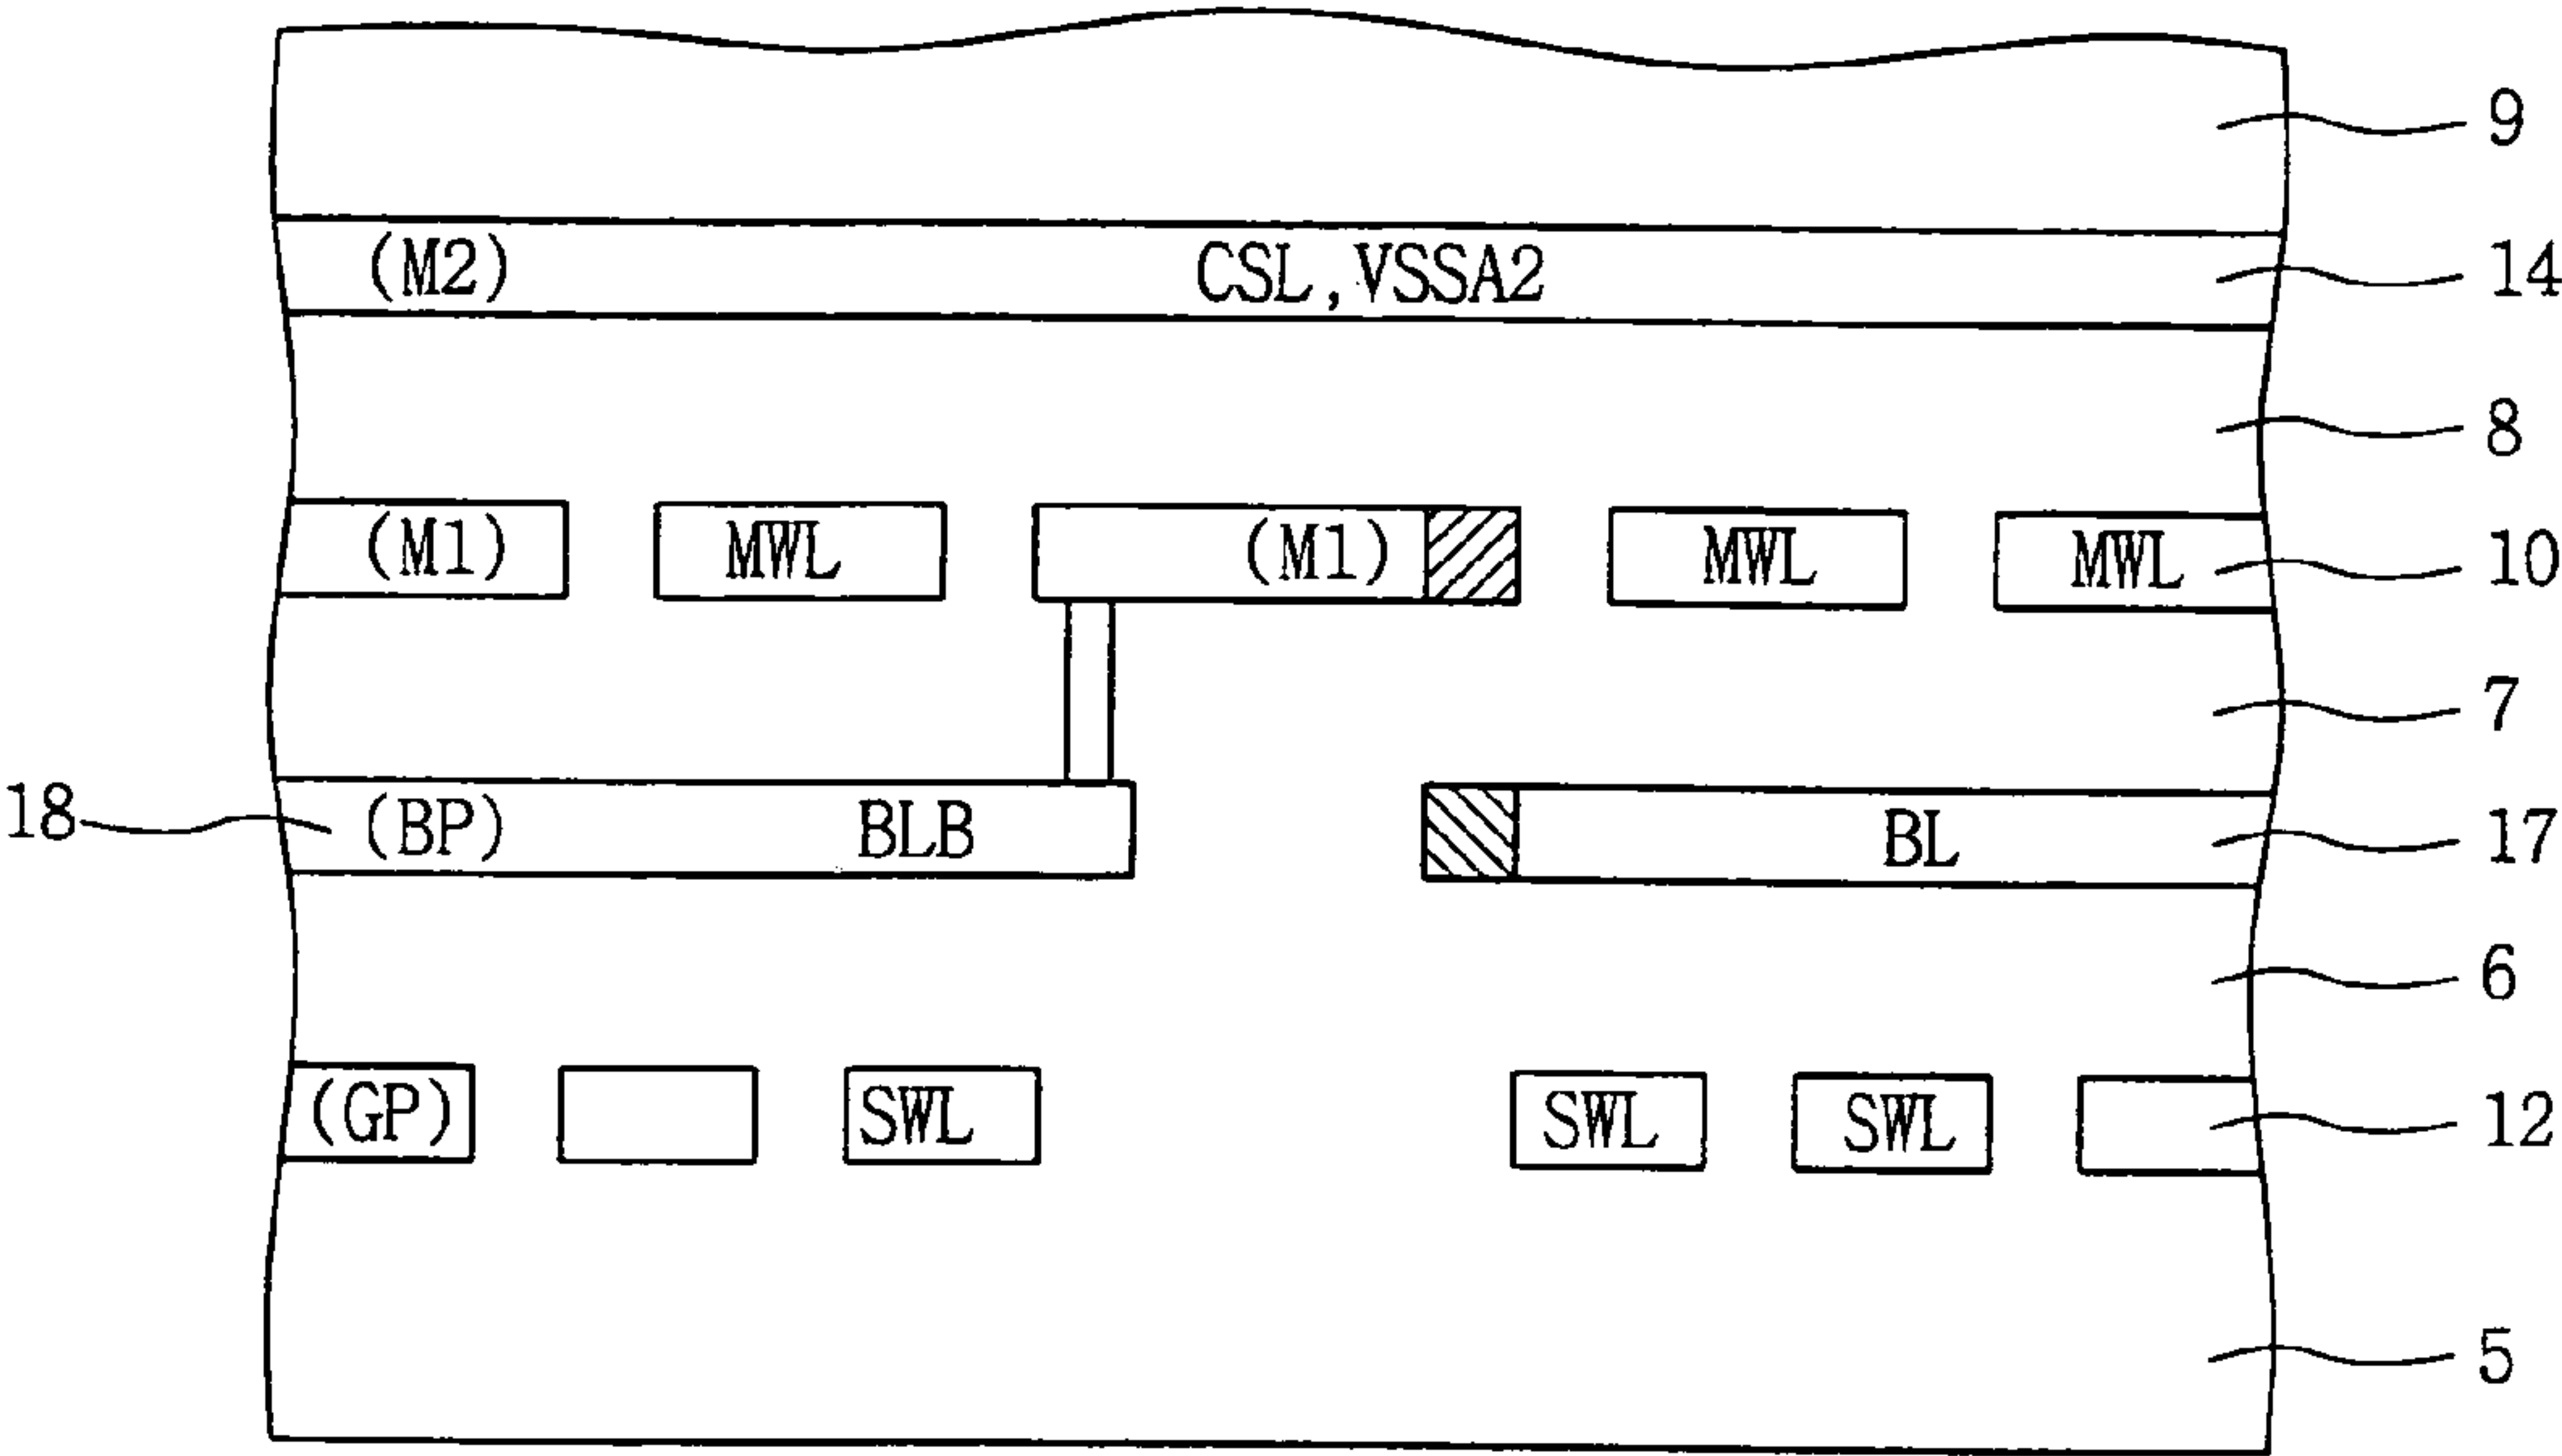 9
(M2) CSL,VSSA2 14
8
(M1) MWL (M1) MWL MWL 10
7
18 (BP) BLB BL 17
6
(GP) SWL SWL SWL 12
5